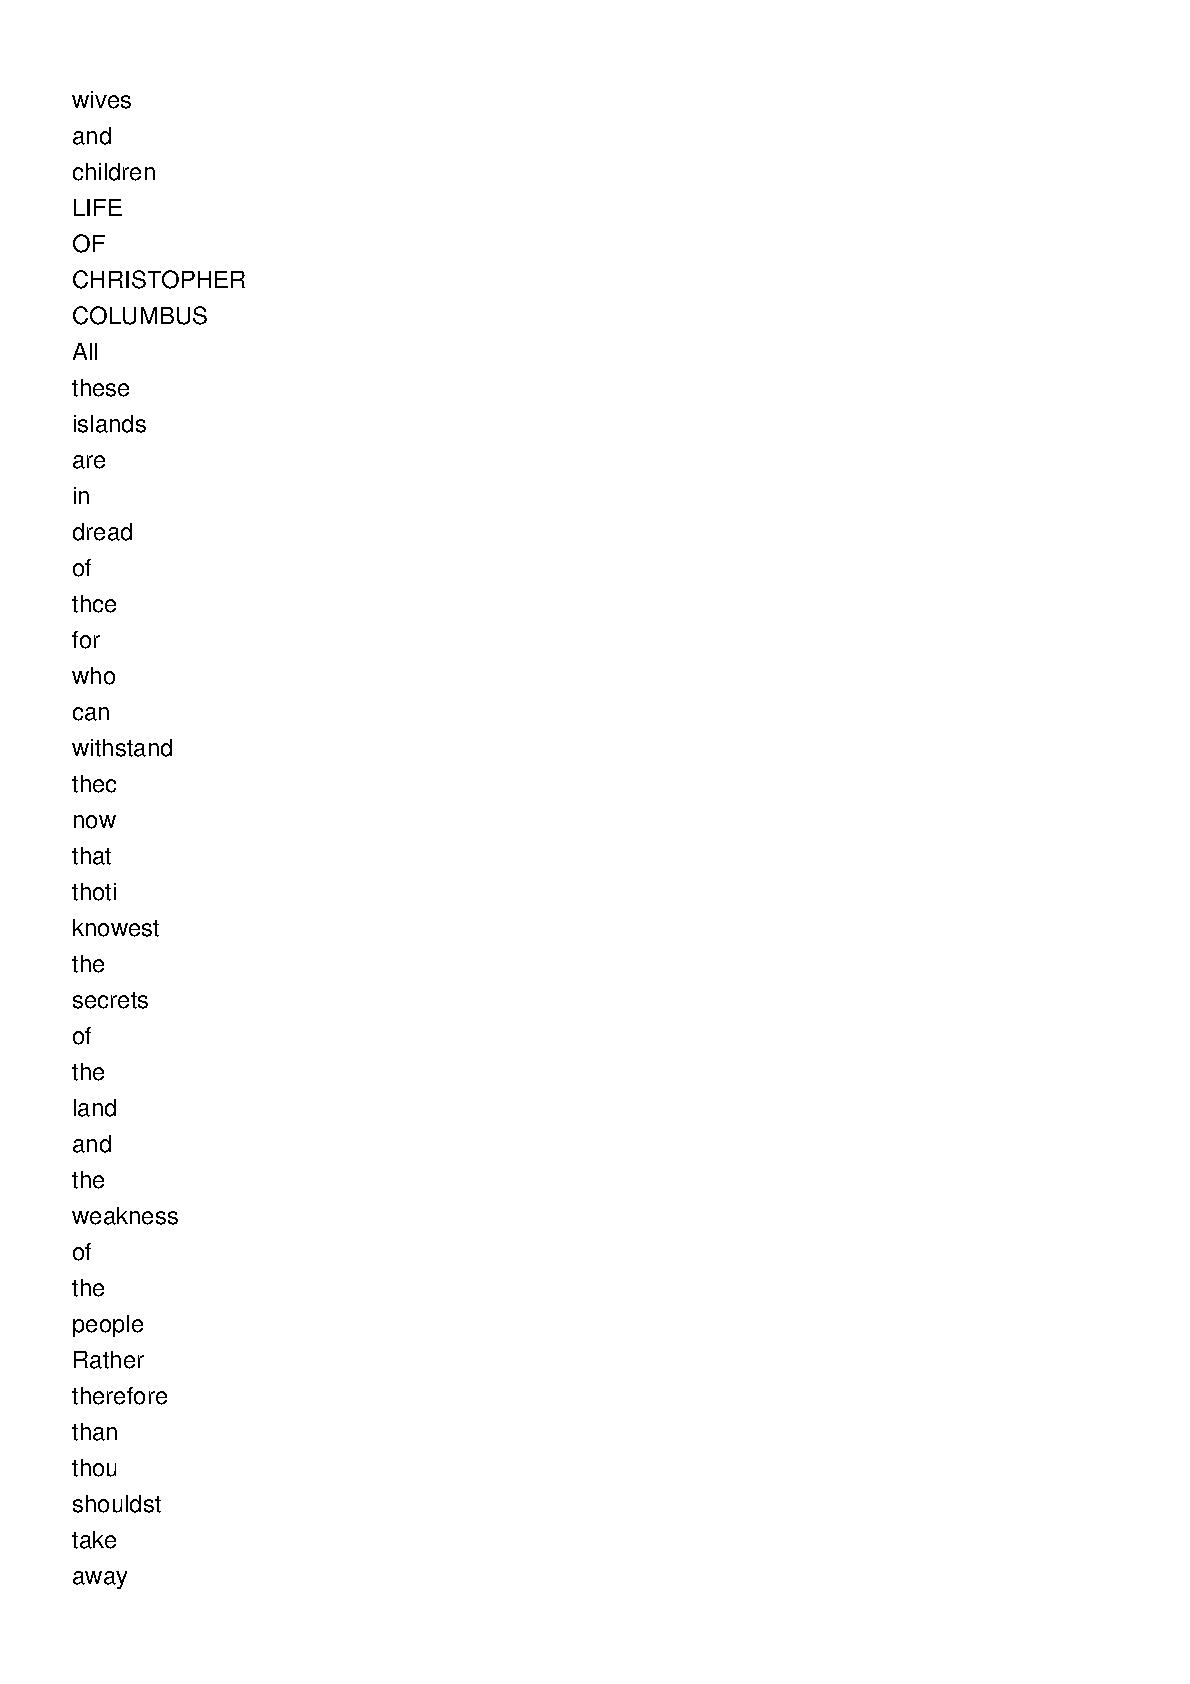 wives
and
children
LIFE
OF
CHRISTOPHER
COLUMBUS
All
these
islands
are
in
dread
of
thce
for
who
can
withstand
thec
now
that
thoti
knowest
the
secrets
of
the
land
and
the
weakness
of
the
people
Rather
therefore
than
thou
shouldst
take
away